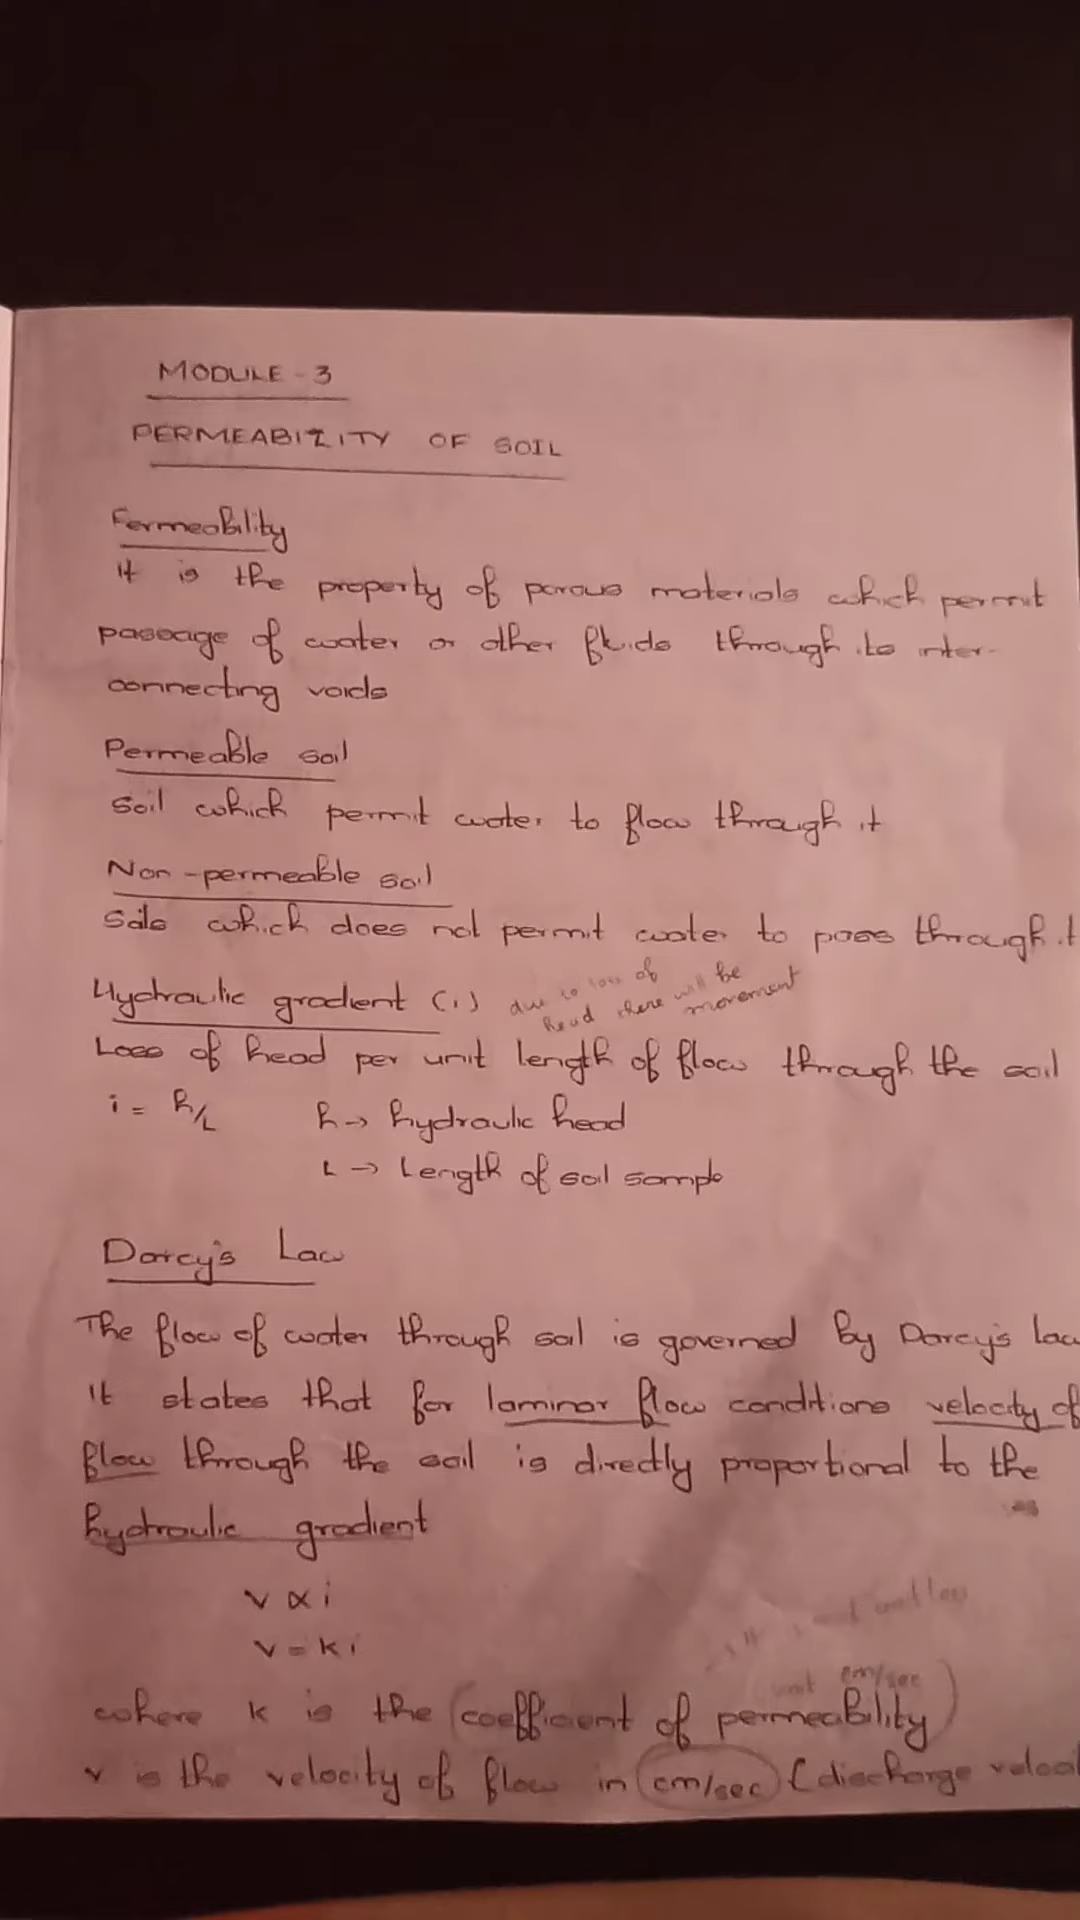 MODULE - 3
PERMEABILITY OF SOIL
Permeability
It is the property of porous materials which permit
passage of water or other fluids through its inter-
connecting voids
Permeable soil
Soil which permit water to flow through it
Non-permeable soil
Soils which does not permit water to pass through it
Hydraulic gradient (i) due to loss of
head there will be
movement
Loss of head per unit length of flow through the soil
i = h/L h → hydraulic head
L → Length of soil sample
Darcy's Law
The flow of water through soil is governed by Darcy's law
It states that for laminar flow conditions velocity of
flow through the soil is directly proportional to the
hydraulic gradient
v ∝ i
v = ki
unit cm/sec
where k is the (coefficient of permeability)
v is the velocity of flow in cm/sec (discharge